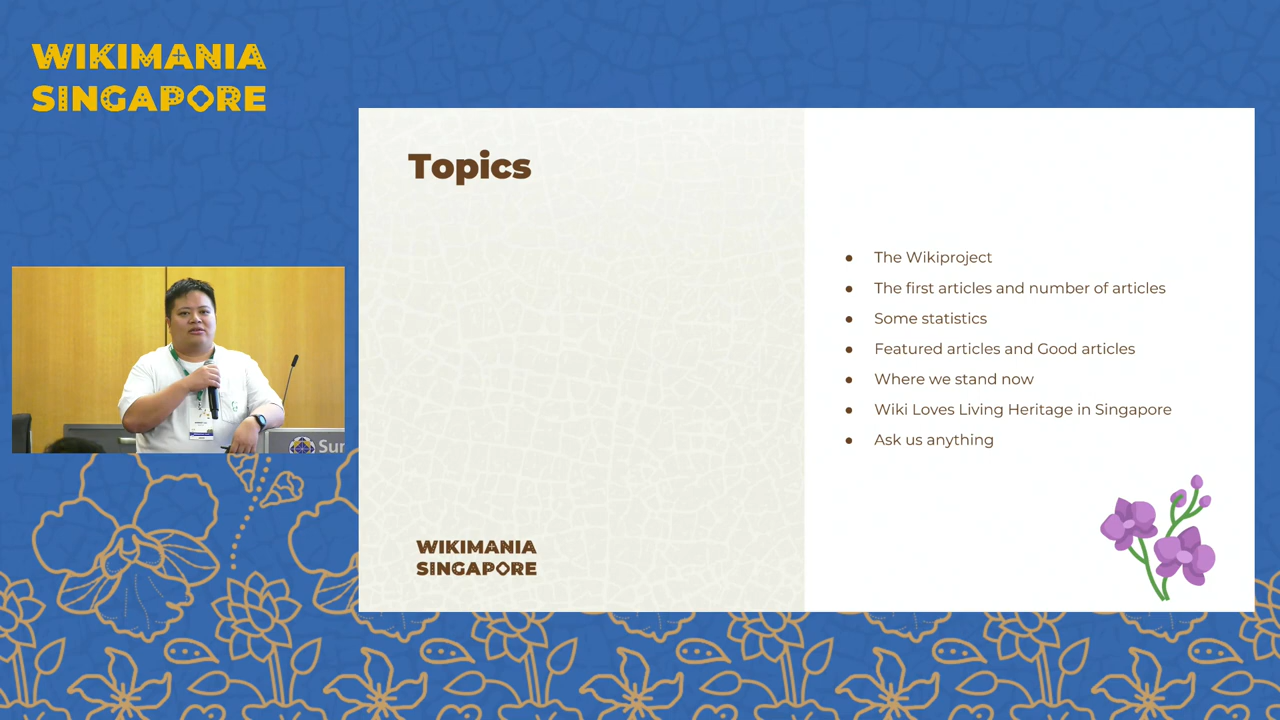 WIKIMANIA
SINGAPORE
Topics
● The Wikiproject
● The first articles and number of articles
● Some statistics
● Featured articles and Good articles
● Where we stand now
● Wiki Loves Living Heritage in Singapore
● Ask us anything
WIKIMANIA
SINGAPORE
Sun